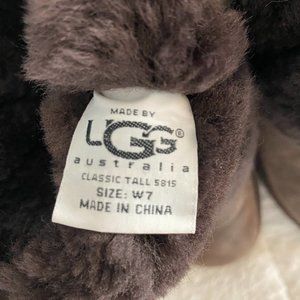 MADE BY
UGG®
australia
CLASSIC TALL 5815
SIZE: W7
MADE IN CHINA